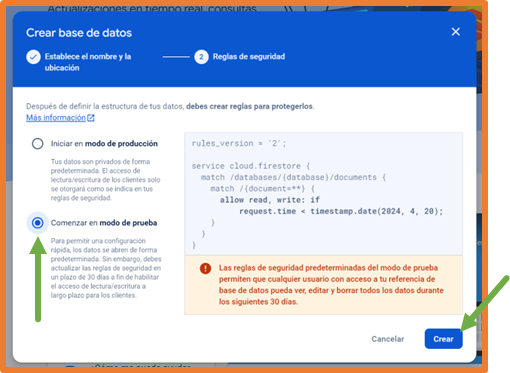 Actualizaciones en tiempo real, consultas
Crear base de datos
Establece el nombre y la
ubicación
2 Reglas de seguridad
Después de definir la estructura de tus datos, debes crear reglas para protegerlos.
Más información
Iniciar en modo de producción
Tus datos son privados de forma
predeterminada. El acceso de
lectura/escritura de los clientes solo
se otorgará como se indica en tus
reglas de seguridad.
Comenzar en modo de prueba
Para permitir una configuración
rápida, los datos se abren de forma
predeterminada. Sin embargo, debes
actualizar las reglas de seguridad en
un plazo de 30 días a fin de habilitar
el acceso de lectura/escritura a
largo plazo para los clientes.
rules_version = '2';
service cloud.firestore {
match /databases/{database}/documents {
match /{document=**} {
allow read, write: if
request.time < timestamp.date(2024, 4, 20);
}
}
}
Las reglas de seguridad predeterminadas del modo de prueba
permiten que cualquier usuario con acceso a tu referencia de
base de datos pueda ver, editar y borrar todos los datos durante
los siguientes 30 días.
Cancelar
Crear